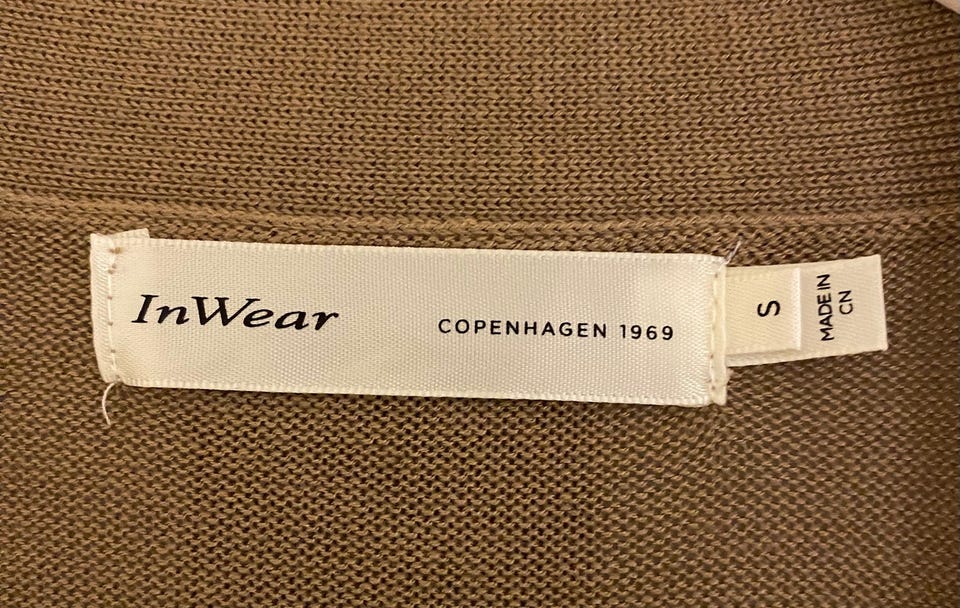 InWear
COPENHAGEN 1969
S
MADE IN
CN